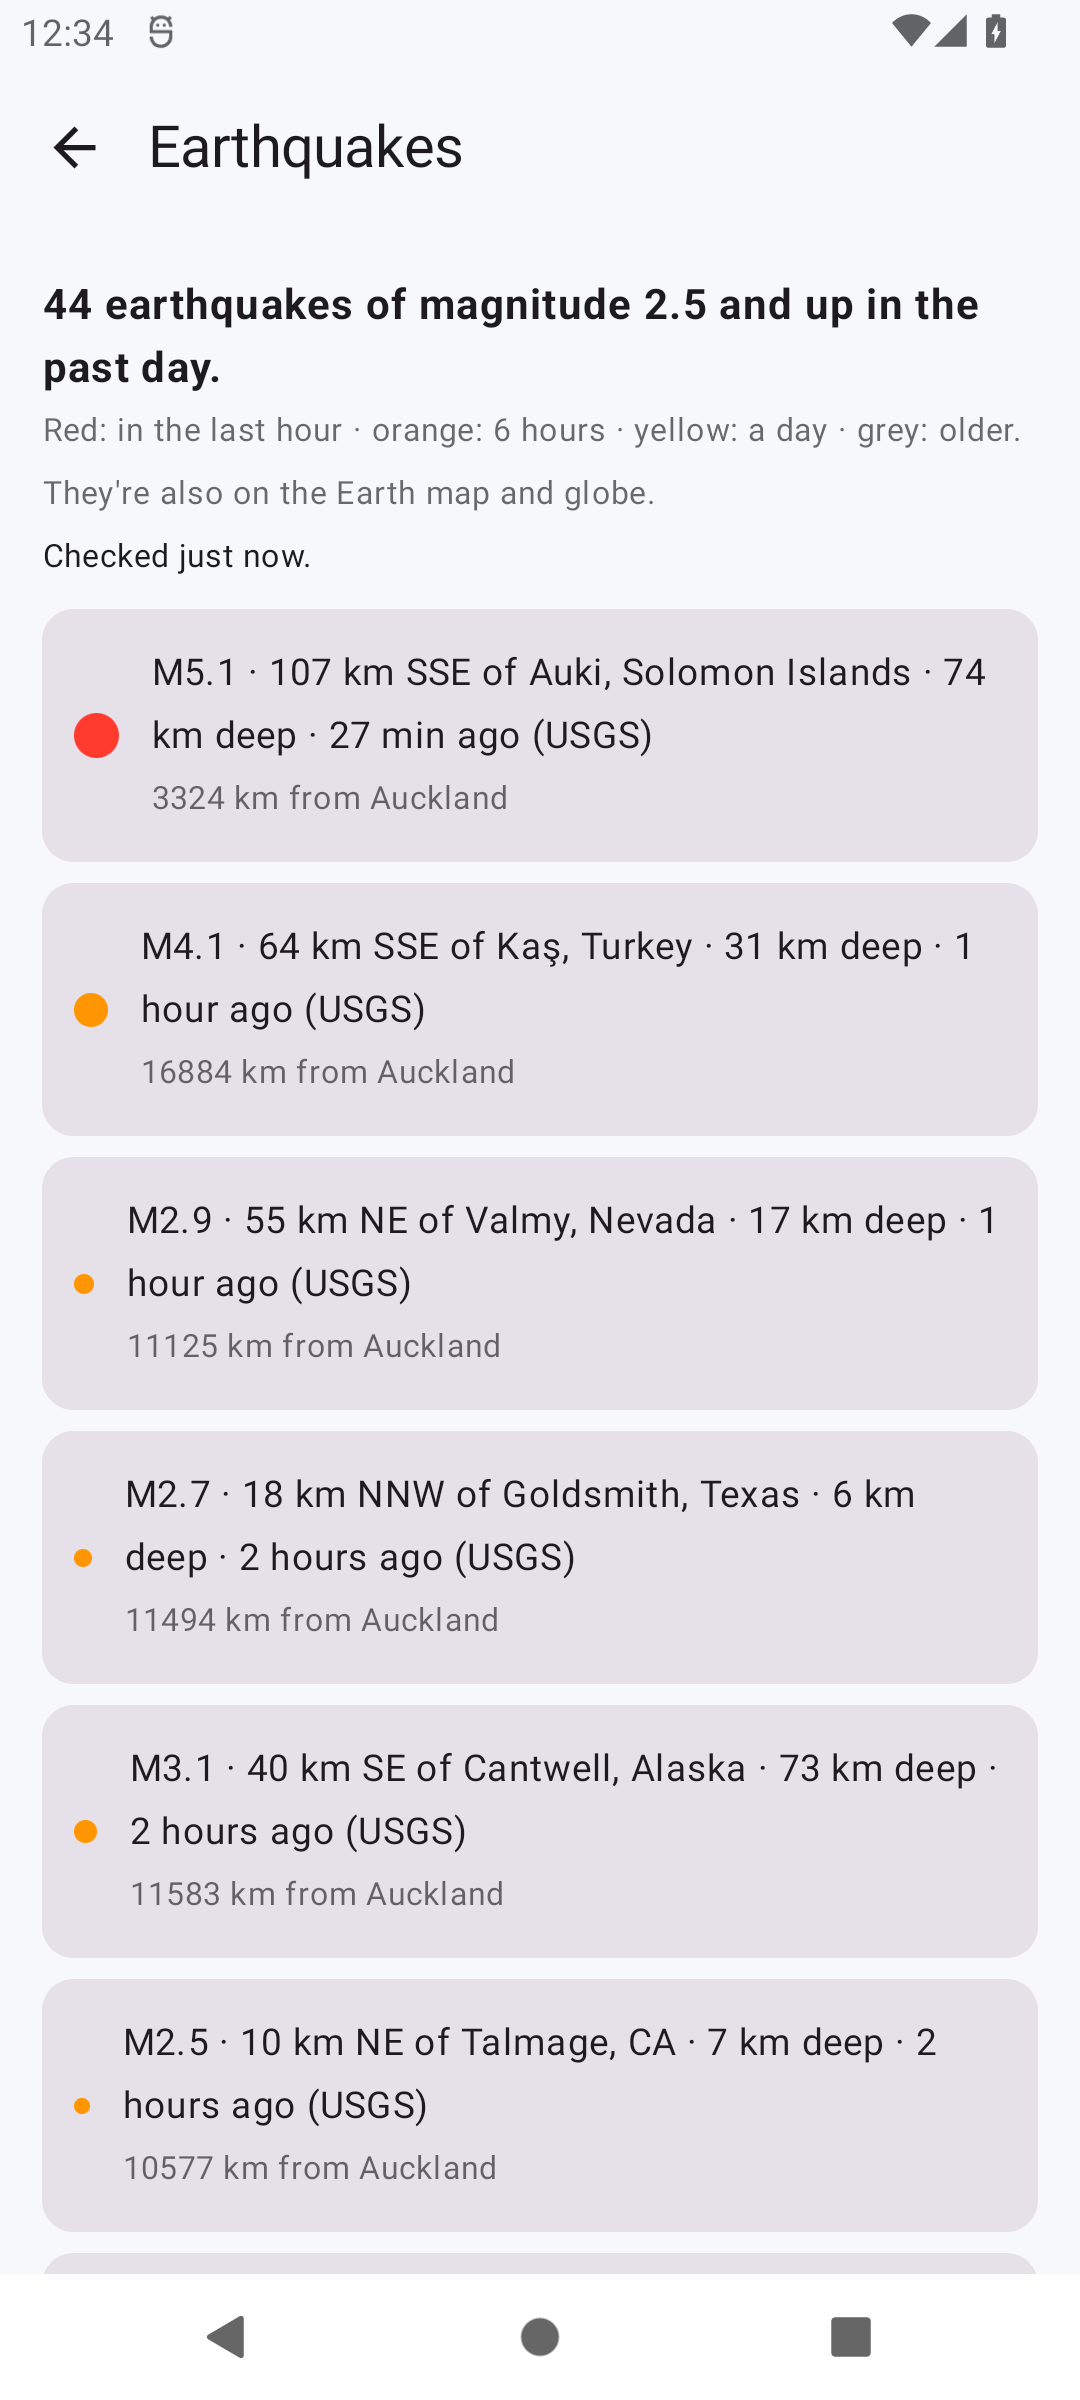 12:34
Earthquakes
44 earthquakes of magnitude 2.5 and up in the
past day.
Red: in the last hour · orange: 6 hours · yellow: a day · grey: older.
They're also on the Earth map and globe.
Checked just now.
M5.1 · 107 km SSE of Auki, Solomon Islands · 74
km deep · 27 min ago (USGS)
3324 km from Auckland
M4.1 · 64 km SSE of Kaş, Turkey · 31 km deep · 1
hour ago (USGS)
16884 km from Auckland
M2.9 · 55 km NE of Valmy, Nevada · 17 km deep · 1
hour ago (USGS)
11125 km from Auckland
M2.7 · 18 km NNW of Goldsmith, Texas · 6 km
deep · 2 hours ago (USGS)
11494 km from Auckland
M3.1 · 40 km SE of Cantwell, Alaska · 73 km deep ·
2 hours ago (USGS)
11583 km from Auckland
M2.5 · 10 km NE of Talmage, CA · 7 km deep · 2
hours ago (USGS)
10577 km from Auckland